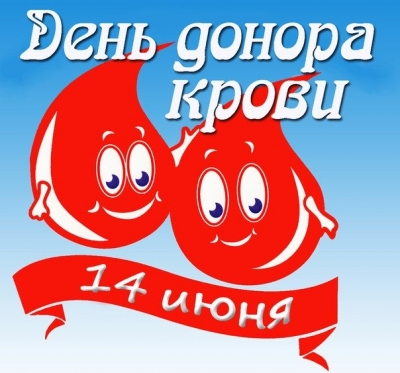 День донора
крови
14 июня